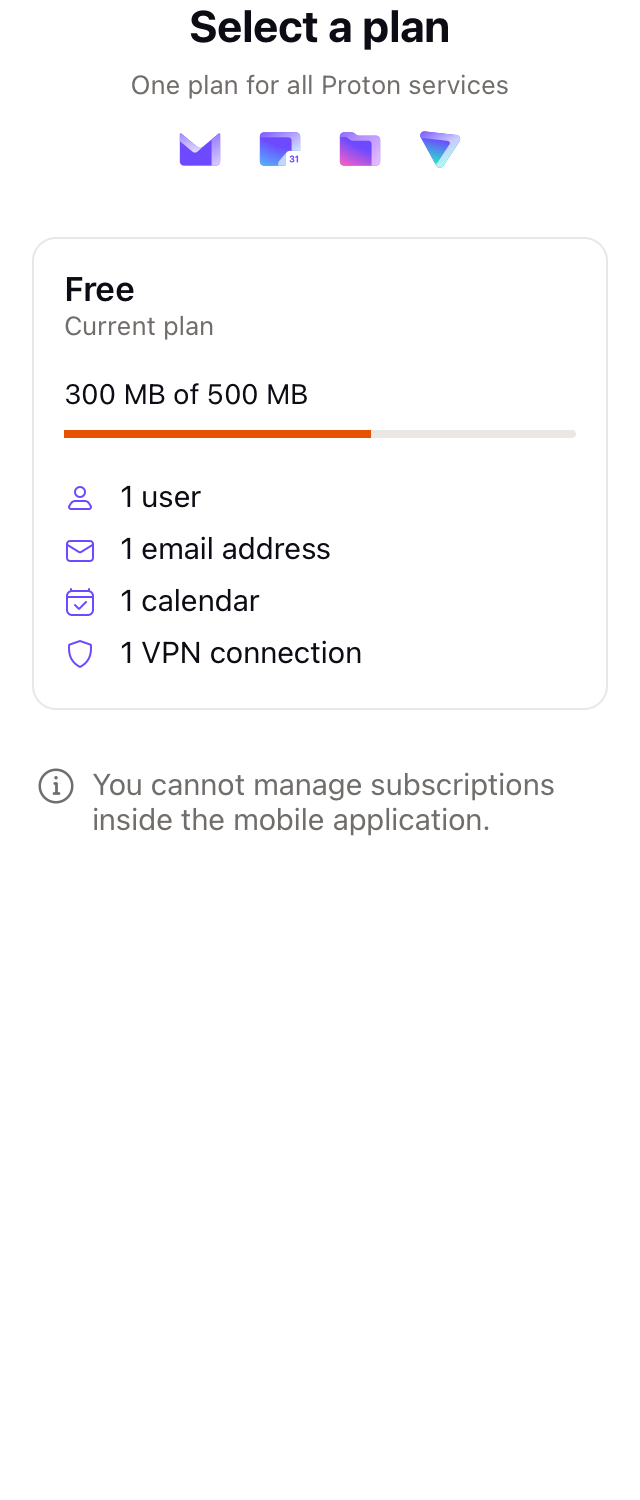 Select a plan
One plan for all Proton services
31
Free
Current plan
300 MB of 500 MB
1 user
1 email address
1 calendar
1 VPN connection
You cannot manage subscriptions
inside the mobile application.